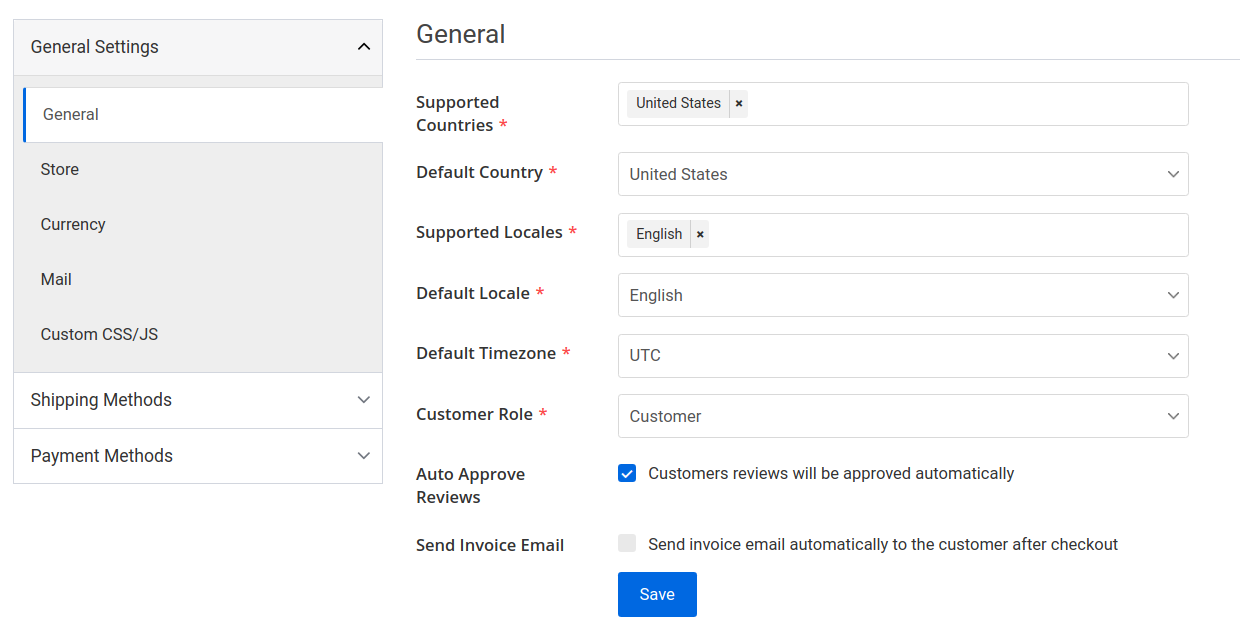 General Settings
General
Store
Currency
Mail
Custom CSS/JS
Shipping Methods
Payment Methods
General
Supported
Countries *
United States ×
Default Country *
United States
Supported Locales *
English ×
Default Locale *
English
Default Timezone *
UTC
Customer Role *
Customer
Auto Approve
Reviews
Customers reviews will be approved automatically
Send Invoice Email
Send invoice email automatically to the customer after checkout
Save